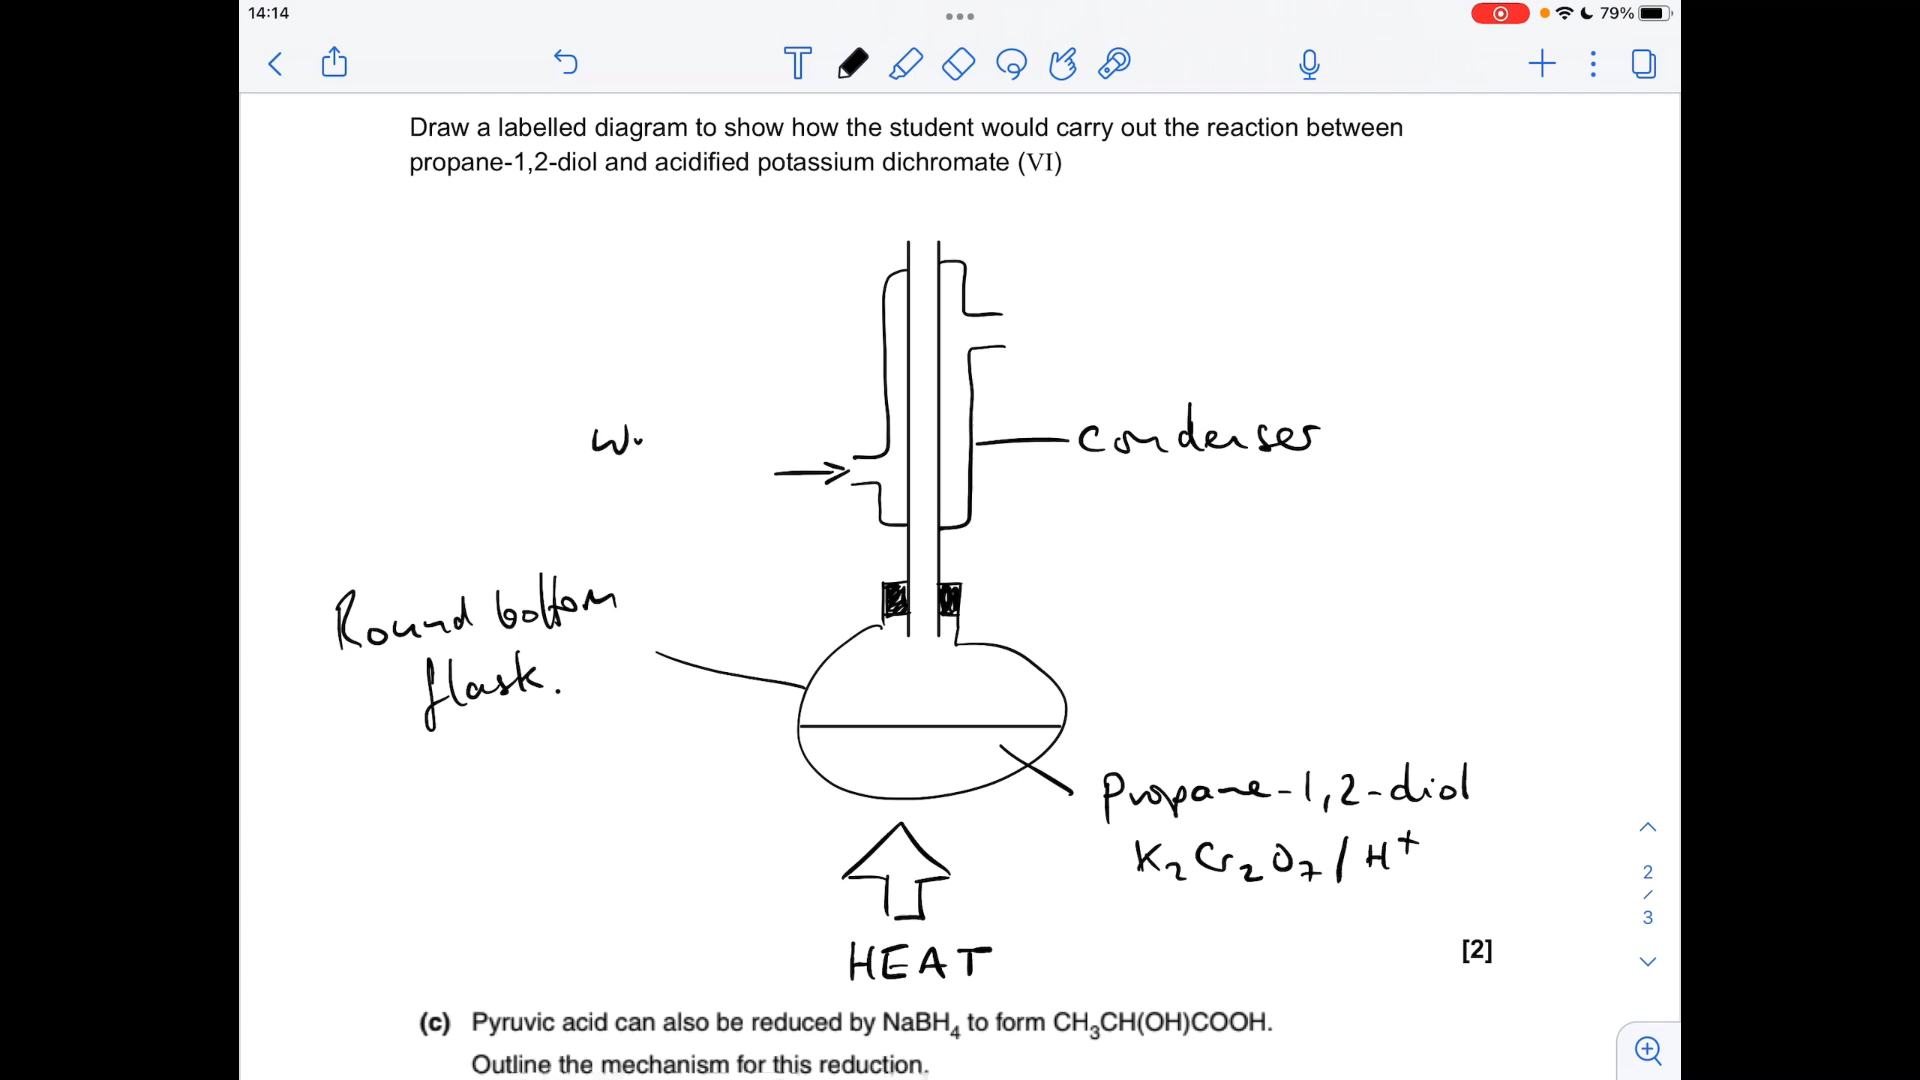 14:14
79%
T
Draw a labelled diagram to show how the student would carry out the reaction between
propane-1,2-diol and acidified potassium dichromate (VI)
w.
condenser
Round bottom
flask.
Propane-1,2-diol
K₂Cr₂O₇/H⁺
HEAT
[2]
2
/
3
(c) Pyruvic acid can also be reduced by NaBH₄ to form CH₃CH(OH)COOH.
Outline the mechanism for this reduction.